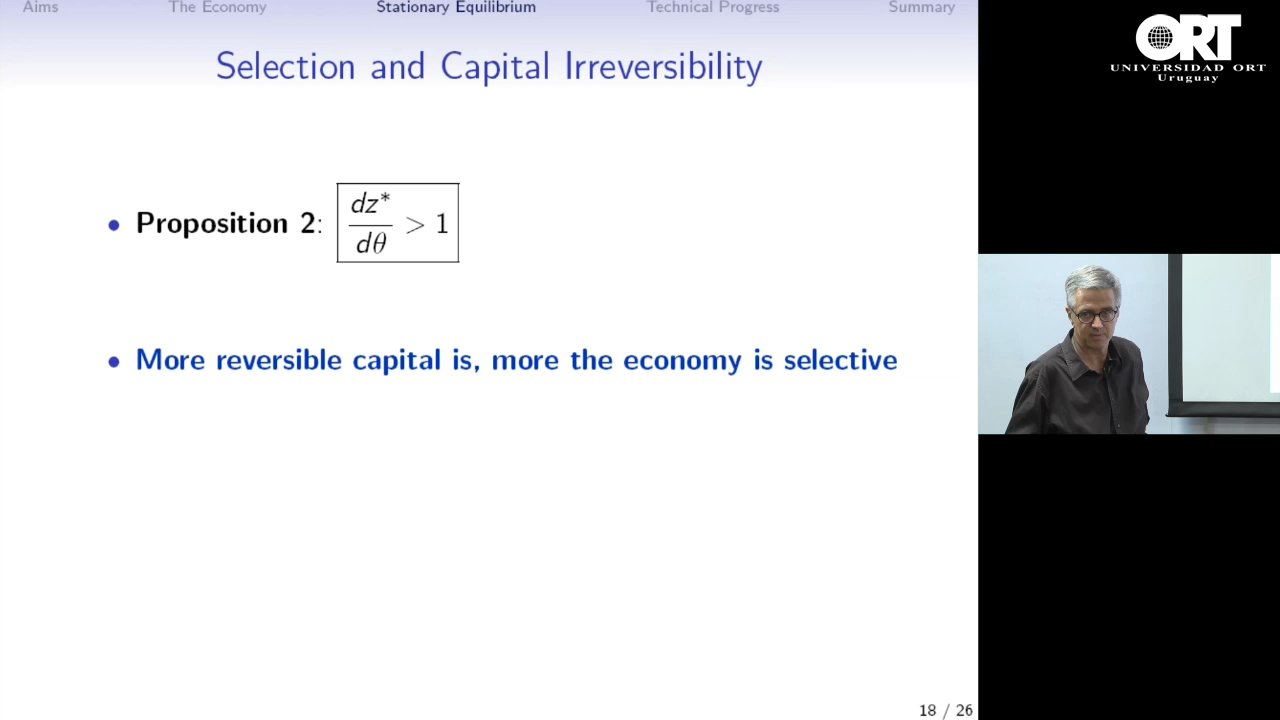 Aims The Economy Stationary Equilibrium Technical Progress Summary
Selection and Capital Irreversibility
• Proposition 2: dz*/dθ > 1
• More reversible capital is, more the economy is selective
18 / 26
ORT
UNIVERSIDAD ORT
Uruguay